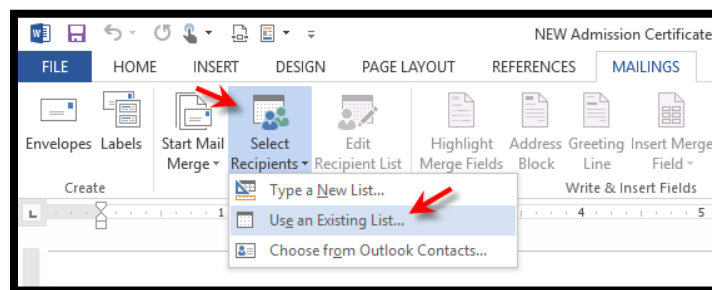 NEW Admission Certificate
FILE HOME INSERT DESIGN PAGE LAYOUT REFERENCES MAILINGS
Envelopes Labels Start Mail Select Edit Highlight Address Greeting Insert Merge
Merge Recipients Recipient List Merge Fields Block Line Field
Create Write & Insert Fields
Type a New List...
1 4 5
Use an Existing List...
Choose from Outlook Contacts...